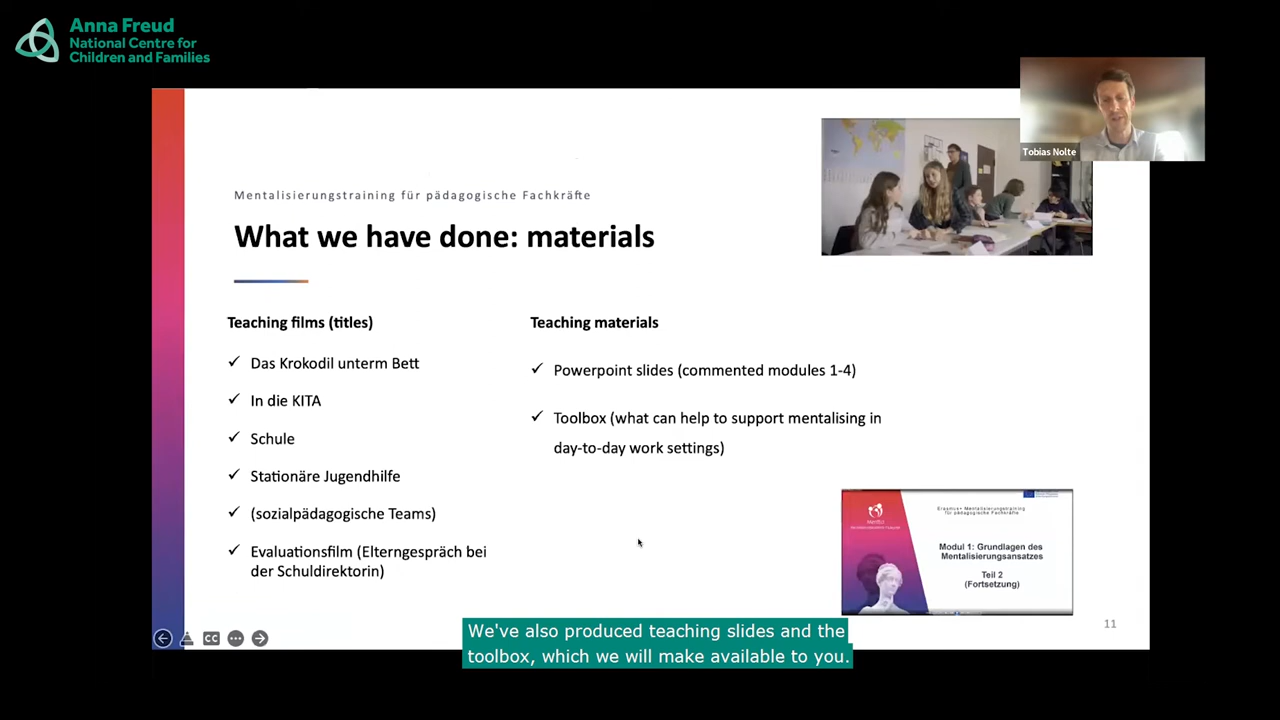 Anna Freud
National Centre for
Children and Families
Tobias Nolte
Mentalisierungstraining für pädagogische Fachkräfte
What we have done: materials
Teaching films (titles)
Das Krokodil unterm Bett
In die KITA
Schule
Stationäre Jugendhilfe
(sozialpädagogische Teams)
Evaluationsfilm (Elterngespräch bei
der Schuldirektorin)
Teaching materials
Powerpoint slides (commented modules 1-4)
Toolbox (what can help to support mentalising in
day-to-day work settings)
Erasmus+ Mentalisierungstraining
für pädagogische Fachkräfte
Modul 1: Grundlagen des
Mentalisierungsansatzes
Teil 2
(Fortsetzung)
11
CC
We've also produced teaching slides and the
toolbox, which we will make available to you.